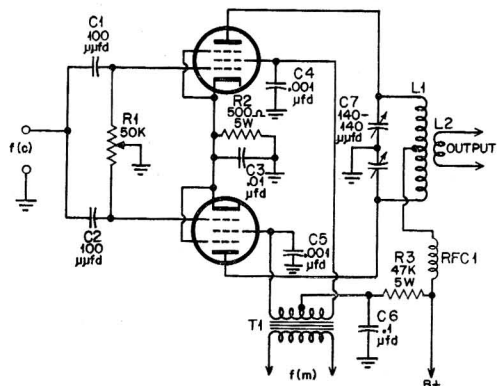 C1
100
μμfd
R1
50K
f(c)
C2
100
μμfd
R2
500Ω
5W
C3
.01
μfd
C4
.001
μfd
C5
.001
μfd
C7
140-
140
μμfd
L1
L2
OUTPUT
R3
47K
5W
RFC1
T1
C6
.1
μfd
f(m)
B+